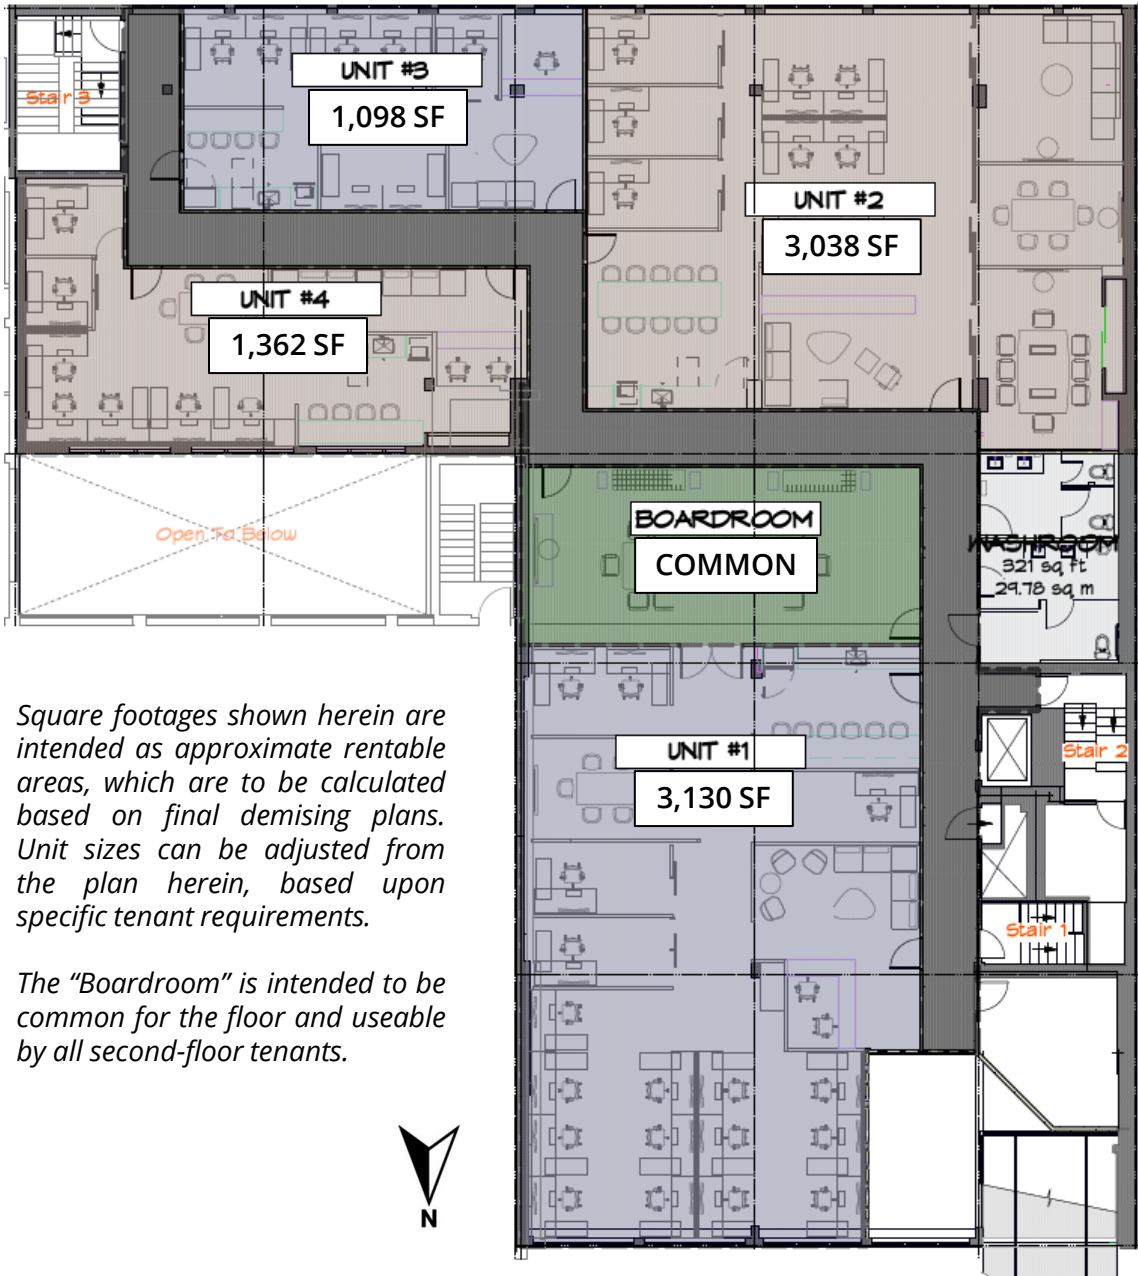 UNIT #3
1,098 SF
Stair 3
UNIT #2
3,038 SF
UNIT #4
1,362 SF
BOARDROOM
COMMON
Open To Below
WASHROOM
321 sq ft
29.78 sq m
Square footages shown herein are
intended as approximate rentable
areas, which are to be calculated
based on final demising plans.
Unit sizes can be adjusted from
the plan herein, based upon
specific tenant requirements.
The “Boardroom” is intended to be
common for the floor and useable
by all second-floor tenants.
UNIT #1
3,130 SF
Stair 2
Stair 1
N